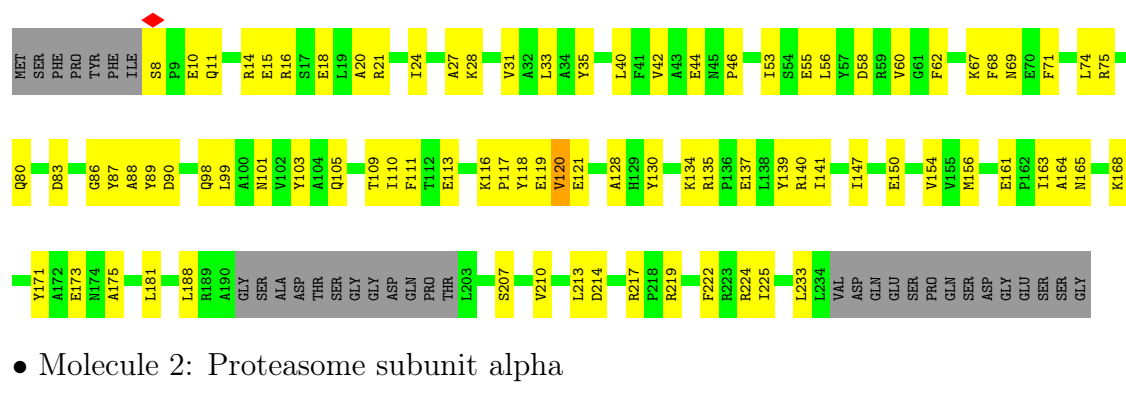 MET SER PHE PRO TYR PHE ILE S8 P9 E10 Q11 R14 E15 R16 S17 E18 L19 A20 R21 I24 A27 K28 V31 A32 L33 A34 Y35 L40 F41 V42 A43 E44 N45 P46 I53 S54 E55 L56 Y57 D58 R59 V60 G61 F62 K67 F68 N69 E70 F71 L74 R75
Q80 D83 G86 Y87 A88 Y89 D90 Q98 L99 A100 N101 V102 Y103 A104 Q105 T109 I110 F111 T112 E113 K116 P117 Y118 E119 V120 E121 A128 H129 Y130 K134 R135 P136 E137 L138 Y139 R140 I141 I147 E150 V154 V155 M156 E161 P162 I163 A164 N165 K168
Y171 A172 E173 N174 A175 L181 L188 R189 A190 GLY SER ALA ASP THR SER GLY GLY ASP GLN PRO THR L203 S207 V210 L213 D214 R217 P218 R219 F222 R223 R224 I225 L233 L234 VAL ASP GLN GLU SER PRO GLN SER ASP GLY GLU SER SER GLY
• Molecule 2: Proteasome subunit alpha